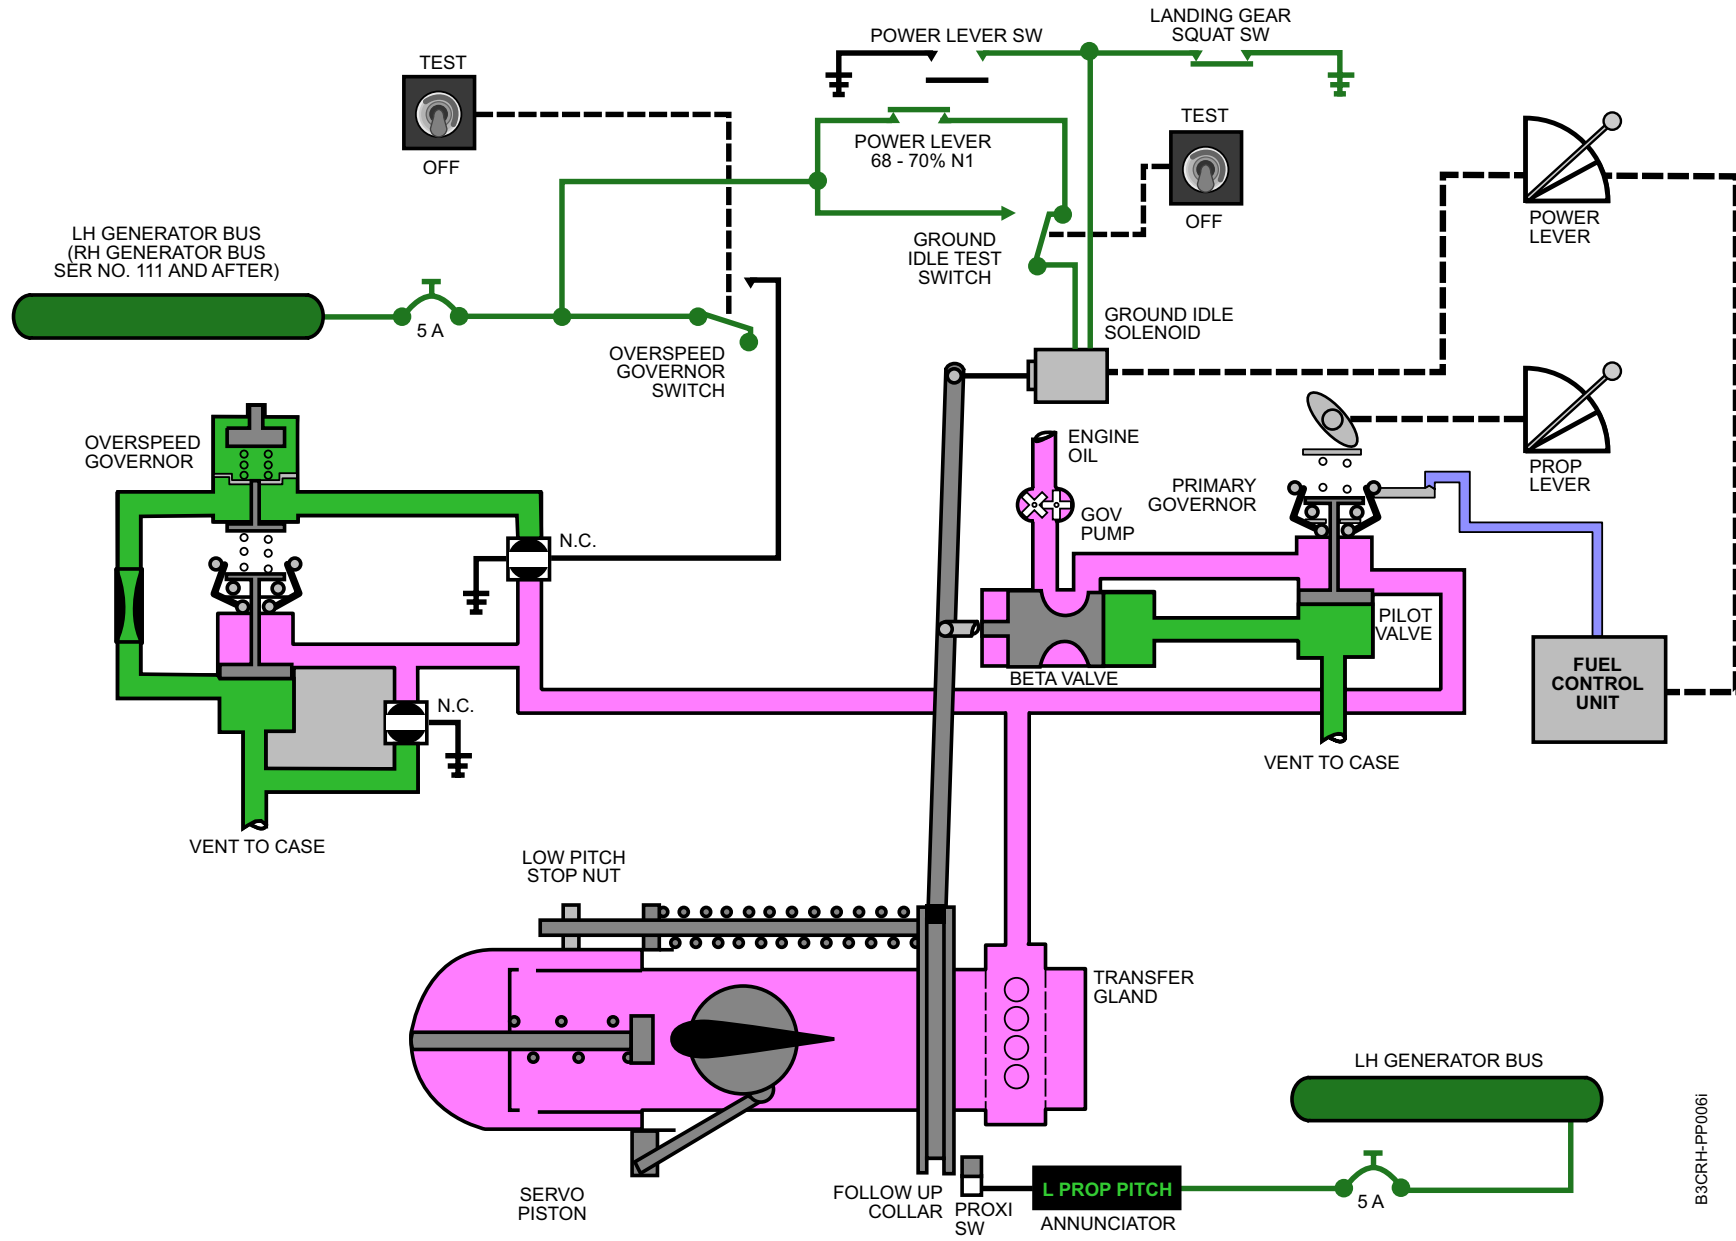 POWER LEVER SW
LANDING GEAR
SQUAT SW
TEST
OFF
POWER LEVER
68 - 70% N1
TEST
OFF
POWER
LEVER
LH GENERATOR BUS
(RH GENERATOR BUS
SER NO. 111 AND AFTER)
5 A
GROUND
IDLE TEST
SWITCH
OVERSPEED
GOVERNOR
SWITCH
GROUND IDLE
SOLENOID
OVERSPEED
GOVERNOR
N.C.
ENGINE
OIL
GOV
PUMP
PRIMARY
GOVERNOR
PROP
LEVER
PILOT
VALVE
BETA VALVE
FUEL
CONTROL
UNIT
N.C.
VENT TO CASE
VENT TO CASE
LOW PITCH
STOP NUT
TRANSFER
GLAND
SERVO
PISTON
FOLLOW UP
COLLAR
PROXI
SW
L PROP PITCH
ANNUNCIATOR
5 A
LH GENERATOR BUS
B3CRH-PP006i